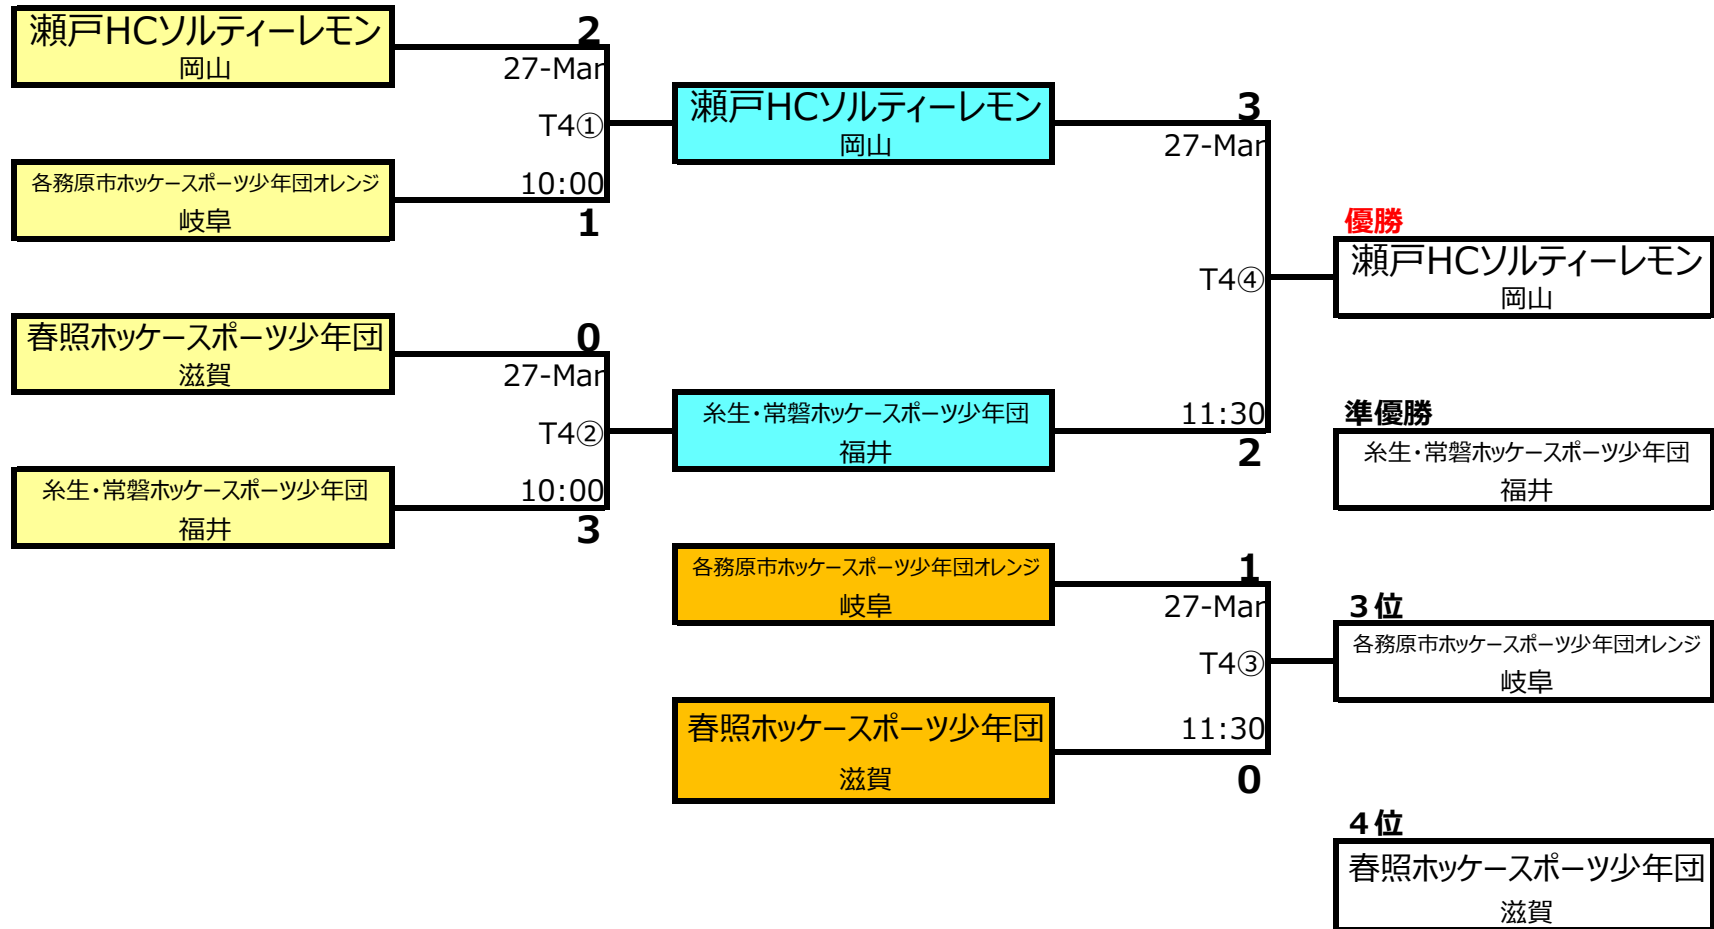 瀬戸HCソルティーレモン
岡山
2
27-Mar
T4①
10:00
各務原市ホッケースポーツ少年団オレンジ
岐阜
1
春照ホッケースポーツ少年団
滋賀
0
27-Mar
T4②
10:00
糸生・常磐ホッケースポーツ少年団
福井
3
瀬戸HCソルティーレモン
岡山
3
27-Mar
T4④
11:30
糸生・常磐ホッケースポーツ少年団
福井
2
各務原市ホッケースポーツ少年団オレンジ
岐阜
1
27-Mar
T4③
11:30
春照ホッケースポーツ少年団
滋賀
0
優勝
瀬戸HCソルティーレモン
岡山
準優勝
糸生・常磐ホッケースポーツ少年団
福井
３位
各務原市ホッケースポーツ少年団オレンジ
岐阜
４位
春照ホッケースポーツ少年団
滋賀